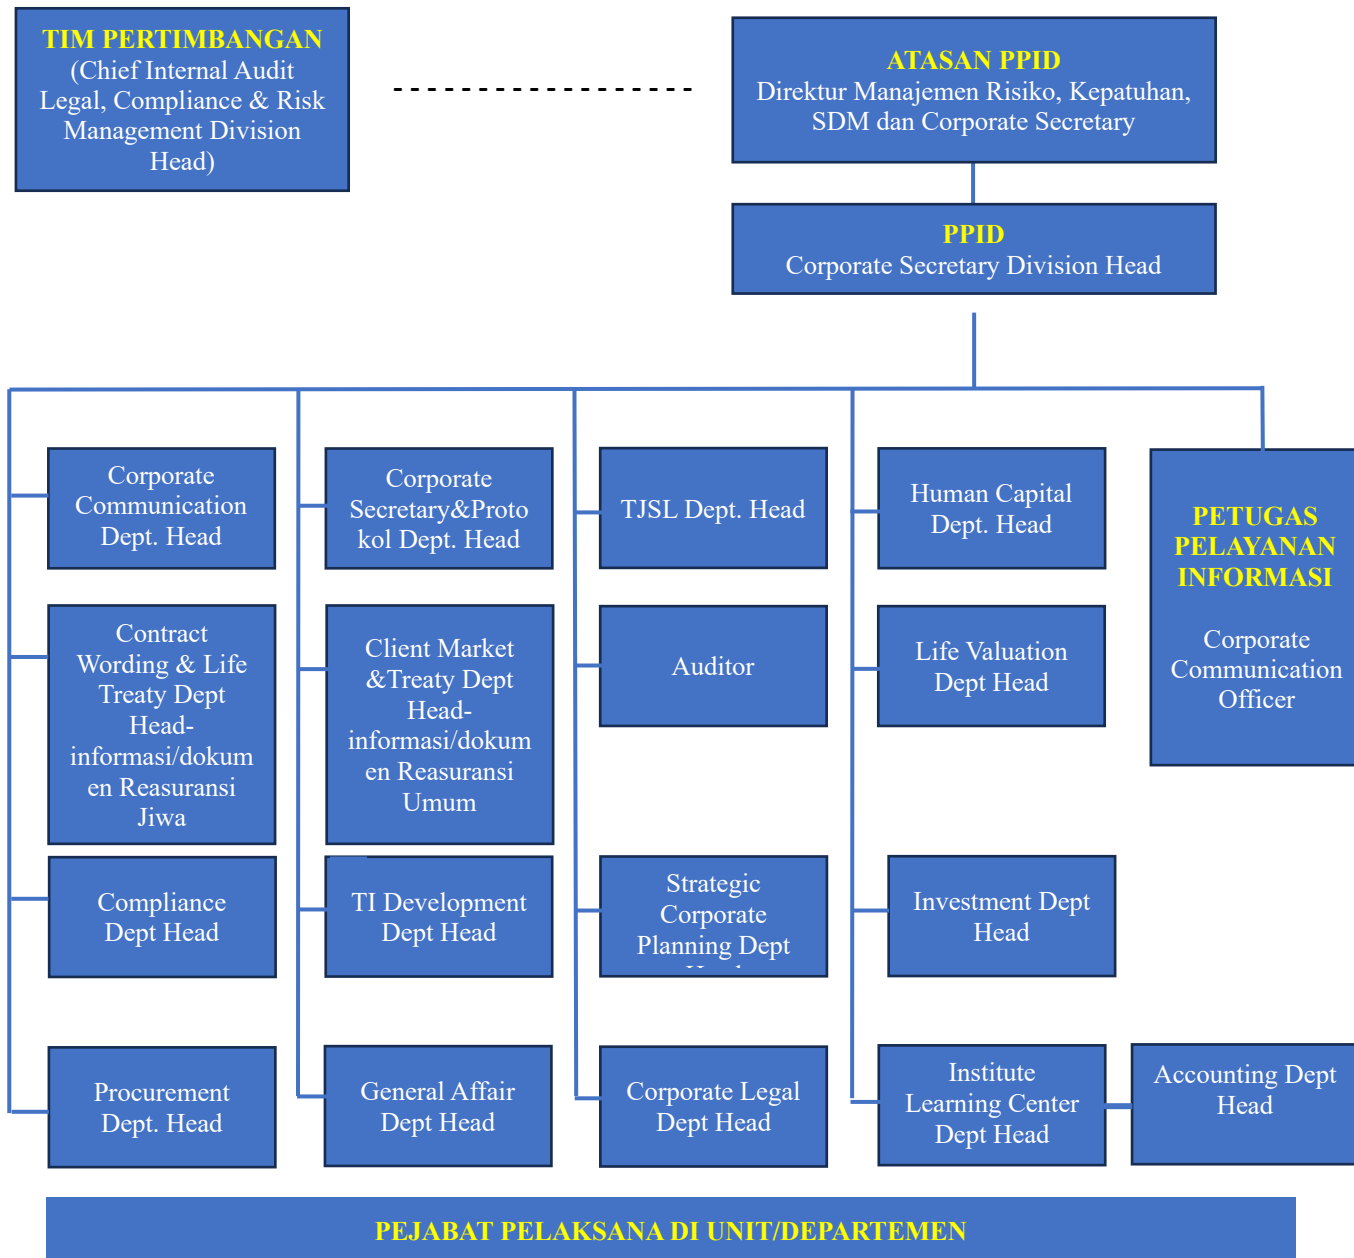 TIM PERTIMBANGAN
(Chief Internal Audit
Legal, Compliance & Risk
Management Division
Head)
ATASAN PPID
Direktur Manajemen Risiko, Kepatuhan,
SDM dan Corporate Secretary
PPID
Corporate Secretary Division Head
Corporate
Communication
Dept. Head
Corporate
Secretary&Proto
kol Dept. Head
TJSL Dept. Head
Human Capital
Dept. Head
PETUGAS
PELAYANAN
INFORMASI
Corporate
Communication
Officer
Contract
Wording & Life
Treaty Dept
Head-
informasi/dokum
en Reasuransi
Jiwa
Client Market
&Treaty Dept
Head-
informasi/dokum
en Reasuransi
Umum
Auditor
Life Valuation
Dept Head
Compliance
Dept Head
TI Development
Dept Head
Strategic
Corporate
Planning Dept
Investment Dept
Head
Procurement
Dept. Head
General Affair
Dept Head
Corporate Legal
Dept Head
Institute
Learning Center
Dept Head
Accounting Dept
Head
PEJABAT PELAKSANA DI UNIT/DEPARTEMEN